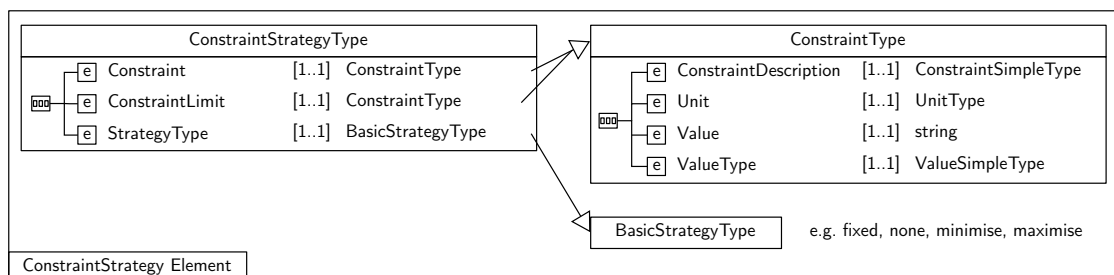 ConstraintStrategyType
e Constraint [1..1] ConstraintType
e ConstraintLimit [1..1] ConstraintType
e StrategyType [1..1] BasicStrategyType
ConstraintType
e ConstraintDescription [1..1] ConstraintSimpleType
e Unit [1..1] UnitType
e Value [1..1] string
e ValueType [1..1] ValueSimpleType
BasicStrategyType e.g. fixed, none, minimise, maximise
ConstraintStrategy Element